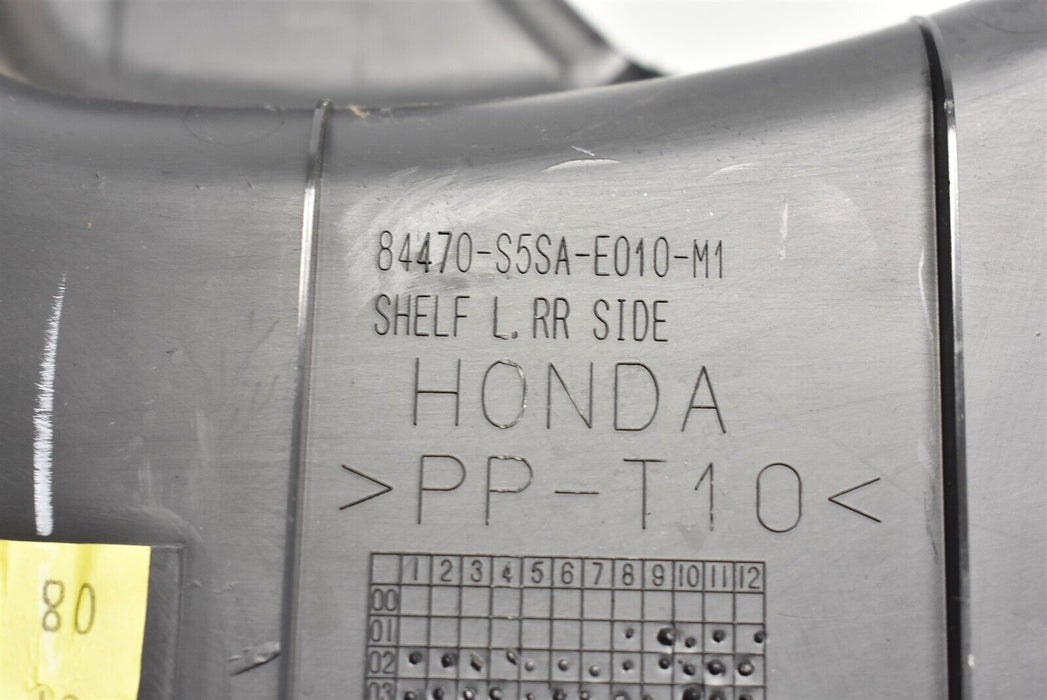 84470-S5SA-E010-M1
SHELF L. RR SIDE
HONDA
>PP-T10<
1 2 3 4 5 6 7 8 9 10 11 12
00
01
02
03
80